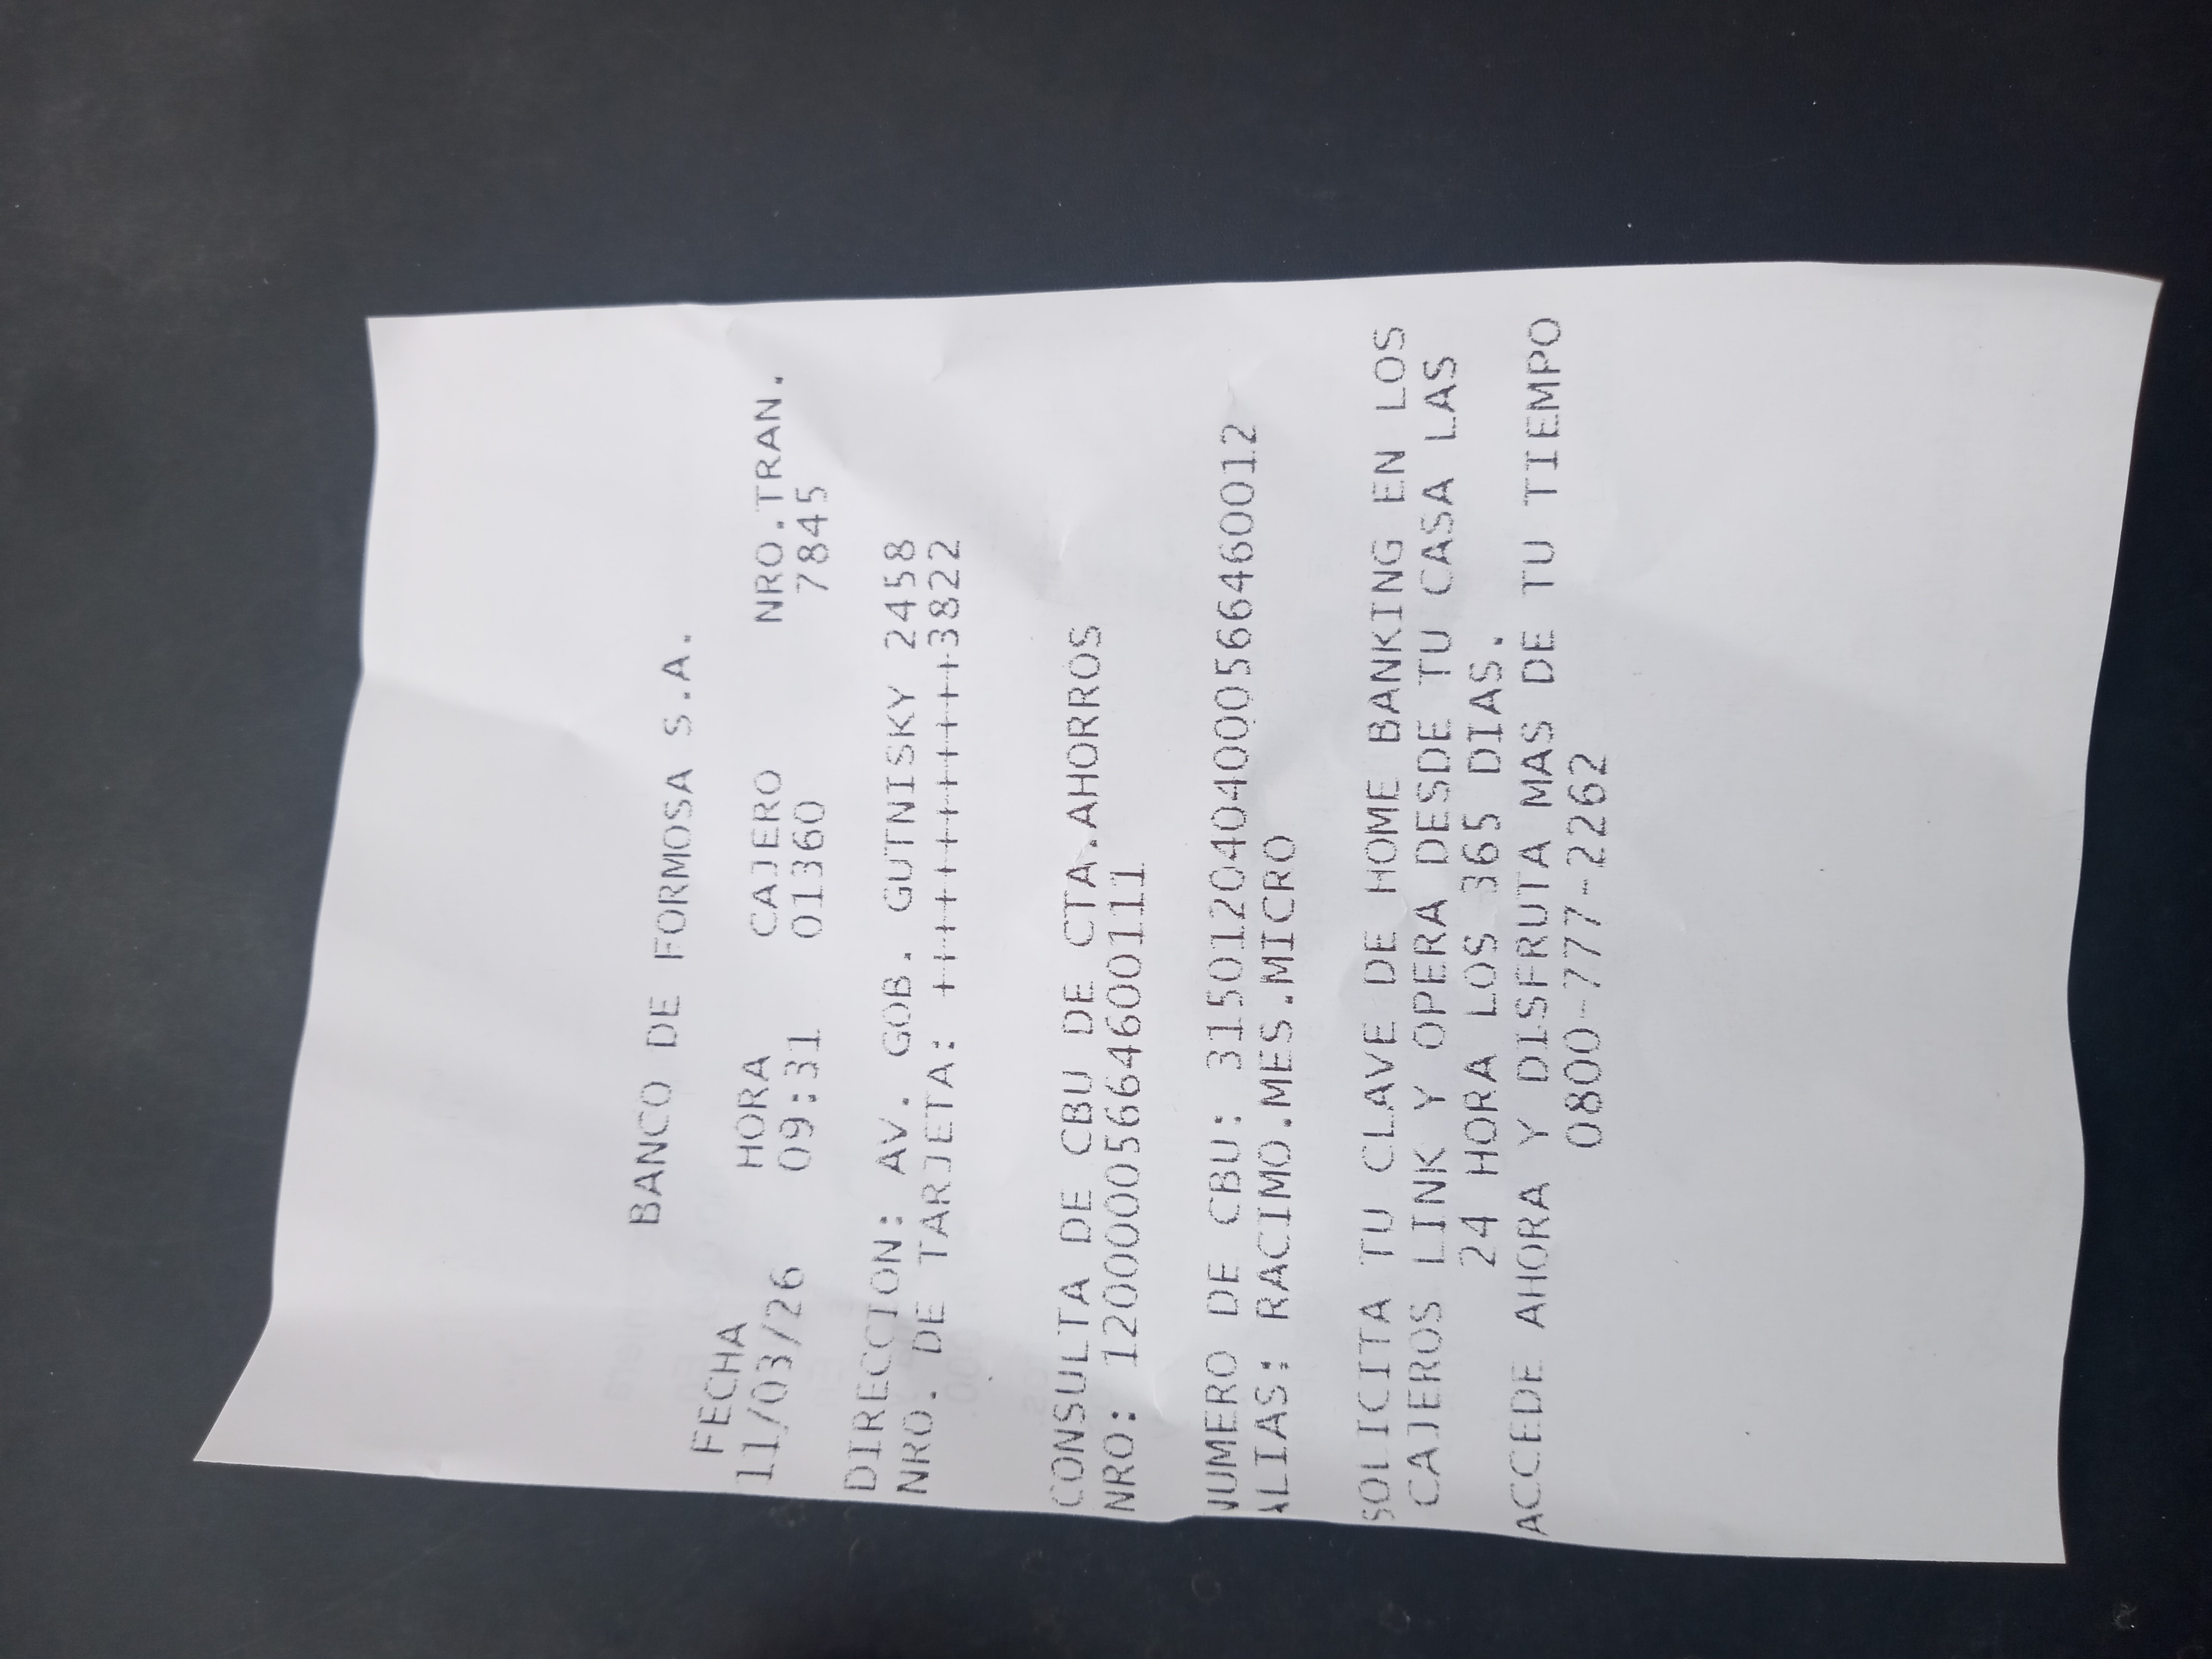 BANCO DE FORMOSA S.A.
FECHA HORA CAJERO NRO.TRAN.
11/03/26 09:31 01360 7845
DIRECCION: AV. GOB. GUTNISKY 2458
NRO. DE TARJETA: ++++++++++++3822
CONSULTA DE CBU DE CTA.AHORROS
NRO: 12000005664600111
NUMERO DE CBU: 3150120404000566460012
ALIAS: RACIMO.MES.MICRO
SOLICITA TU CLAVE DE HOME BANKING EN LOS
CAJEROS LINK Y OPERA DESDE TU CASA LAS
24 HORA LOS 365 DIAS.
ACCEDE AHORA Y DISFRUTA MAS DE TU TIEMPO
0800-777-2262